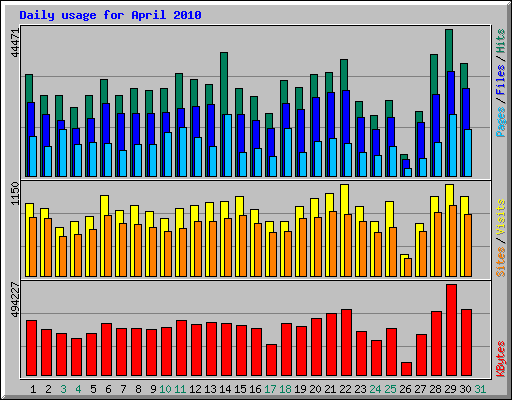 Daily usage for April 2010
44471
Pages / Files / Hits
1150
Sites / Visits
494227
KBytes
1 2 3 4 5 6 7 8 9 10 11 12 13 14 15 16 17 18 19 20 21 22 23 24 25 26 27 28 29 30 31